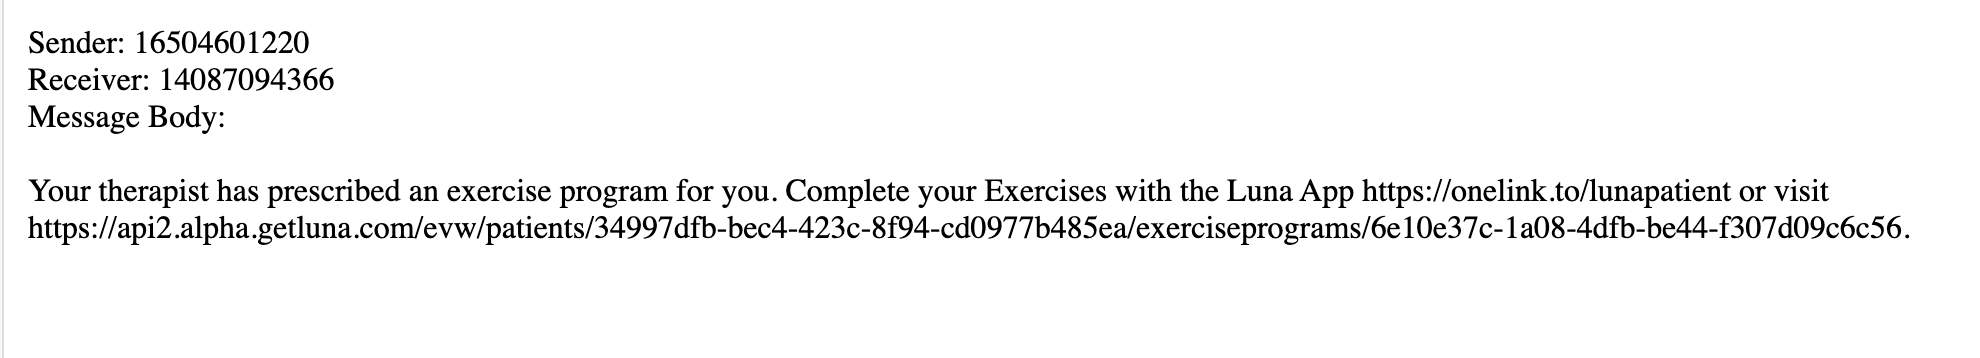 Sender: 16504601220
Receiver: 14087094366
Message Body:
Your therapist has prescribed an exercise program for you. Complete your Exercises with the Luna App https://onelink.to/lunapatient or visit
https://api2.alpha.getluna.com/evw/patients/34997dfb-bec4-423c-8f94-cd0977b485ea/exerciseprograms/6e10e37c-1a08-4dfb-be44-f307d09c6c56.